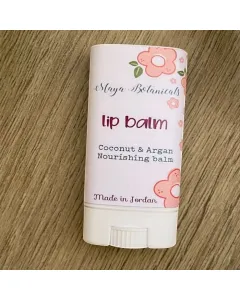 Maya Botanicals
lip balm
Coconut & Argan
Nourishing balm
Made in Jordan